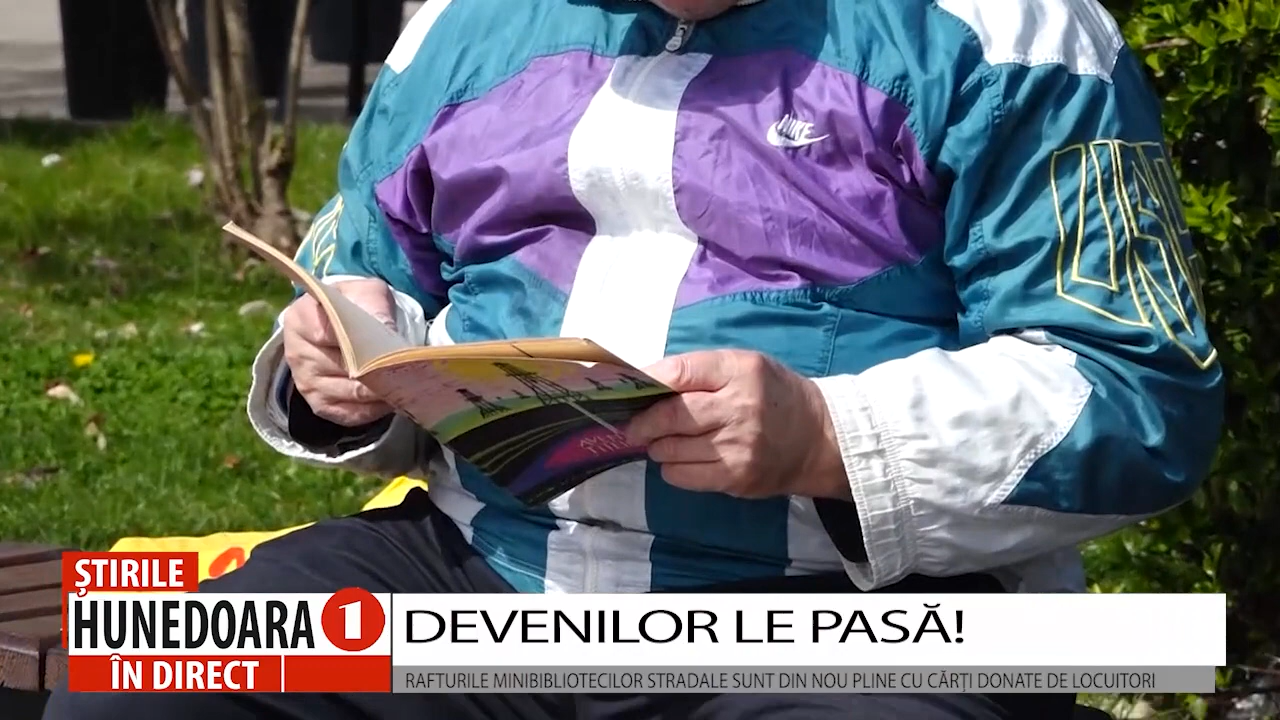 NIKE
ȘTIRILE
HUNEDOARA 1
ÎN DIRECT
DEVENILOR LE PASĂ!
RAFTURILE MINIBIBLIOTECILOR STRADALE SUNT DIN NOU PLINE CU CĂRȚI DONATE DE LOCUITORI